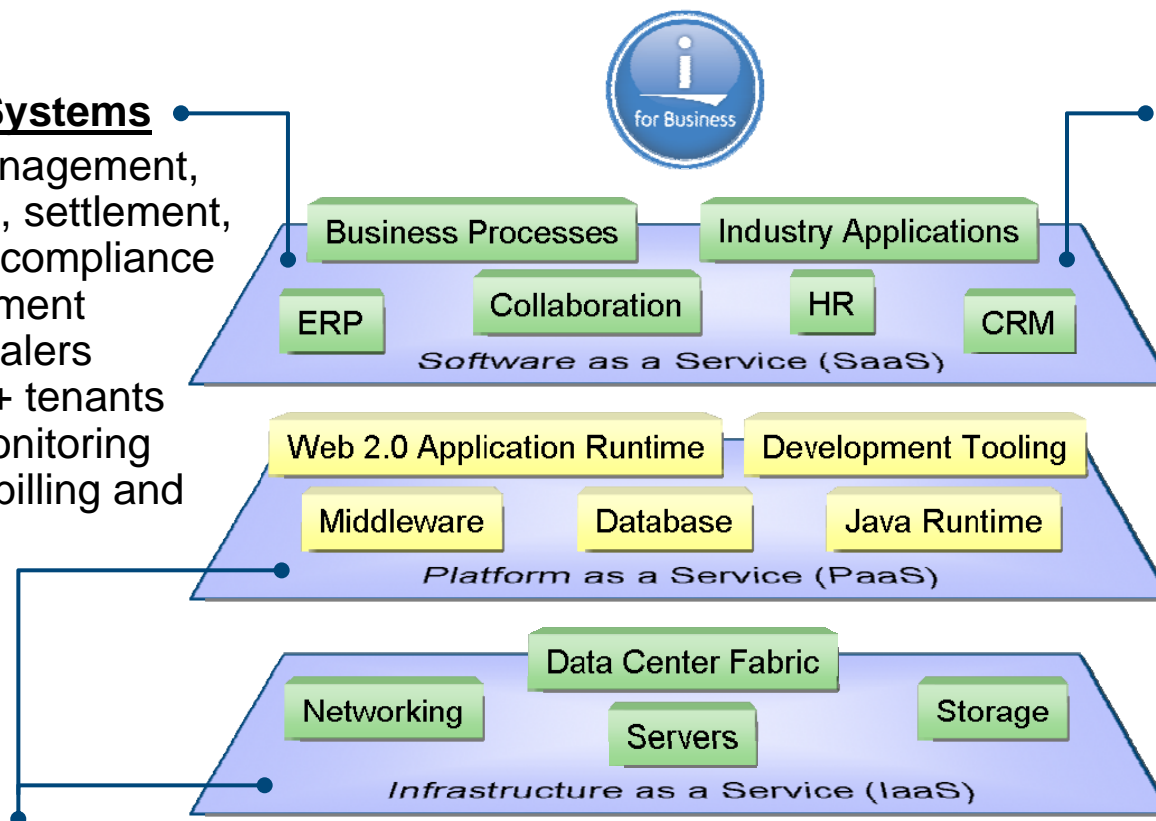 i
for Business
Systems
nagement,
, settlement,
compliance
ment
alers
+ tenants
onitoring
billing and
Business Processes
Industry Applications
ERP
Collaboration
HR
CRM
Software as a Service (SaaS)
Web 2.0 Application Runtime
Development Tooling
Middleware
Database
Java Runtime
Platform as a Service (PaaS)
Data Center Fabric
Networking
Servers
Storage
Infrastructure as a Service (IaaS)